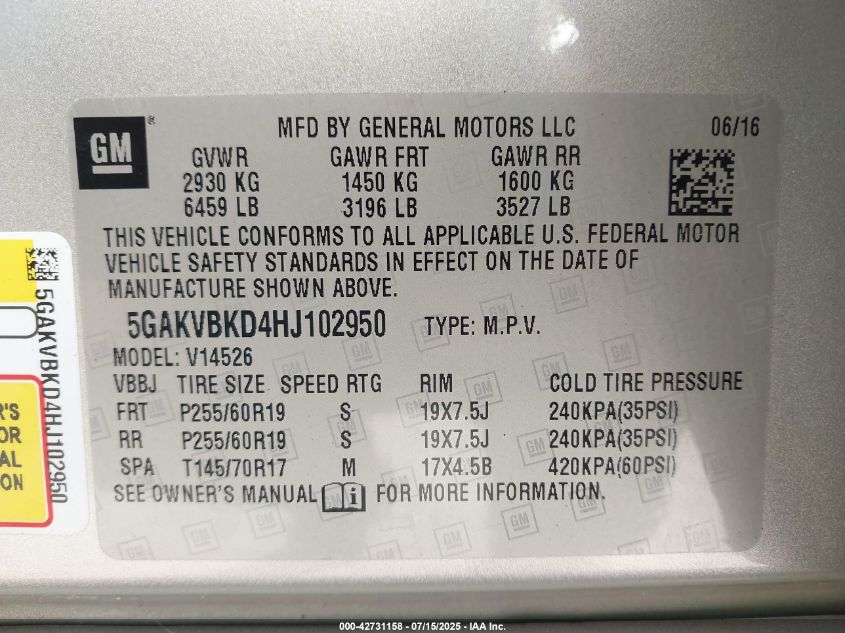 GM
MFD BY GENERAL MOTORS LLC 06/16
GVWR GAWR FRT GAWR RR
2930 KG 1450 KG 1600 KG
6459 LB 3196 LB 3527 LB
THIS VEHICLE CONFORMS TO ALL APPLICABLE U.S. FEDERAL MOTOR
VEHICLE SAFETY STANDARDS IN EFFECT ON THE DATE OF
MANUFACTURE SHOWN ABOVE.
5GAKVBKD4HJ102950 TYPE: M.P.V.
MODEL: V14526
VBBJ TIRE SIZE SPEED RTG RIM COLD TIRE PRESSURE
FRT P255/60R19 S 19X7.5J 240KPA(35PSI)
RR P255/60R19 S 19X7.5J 240KPA(35PSI)
SPA T145/70R17 M 17X4.5B 420KPA(60PSI)
SEE OWNER'S MANUAL FOR MORE INFORMATION.
5GAKVBKD4HJ102950
R'S
OR
AL
ON
000-42731158 - 07/15/2025 - IAA Inc.